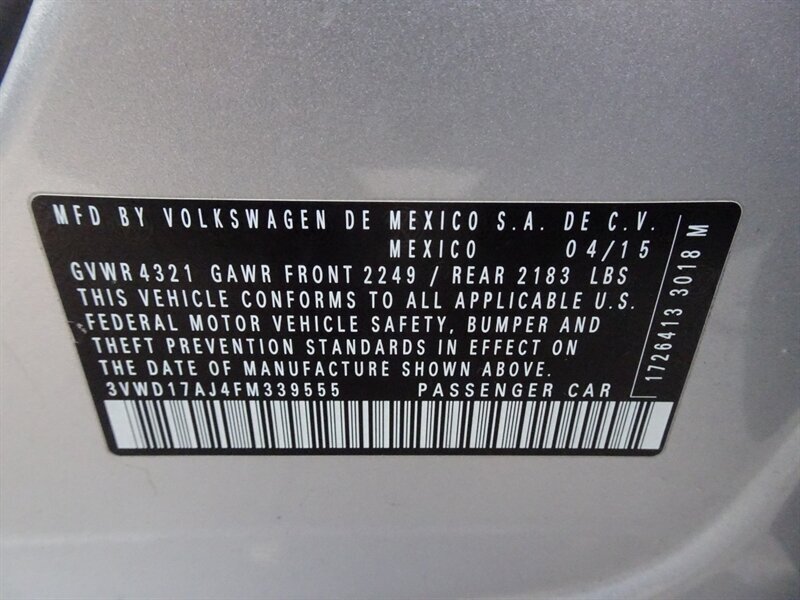 MFD BY VOLKSWAGEN DE MEXICO S.A. DE C.V.
MEXICO 04/15
GVWR 4321 GAWR FRONT 2249 / REAR 2183 LBS
THIS VEHICLE CONFORMS TO ALL APPLICABLE U.S.
FEDERAL MOTOR VEHICLE SAFETY, BUMPER AND
THEFT PREVENTION STANDARDS IN EFFECT ON
THE DATE OF MANUFACTURE SHOWN ABOVE.
3VWD17AJ4FM339555 PASSENGER CAR
1726413 3018 M